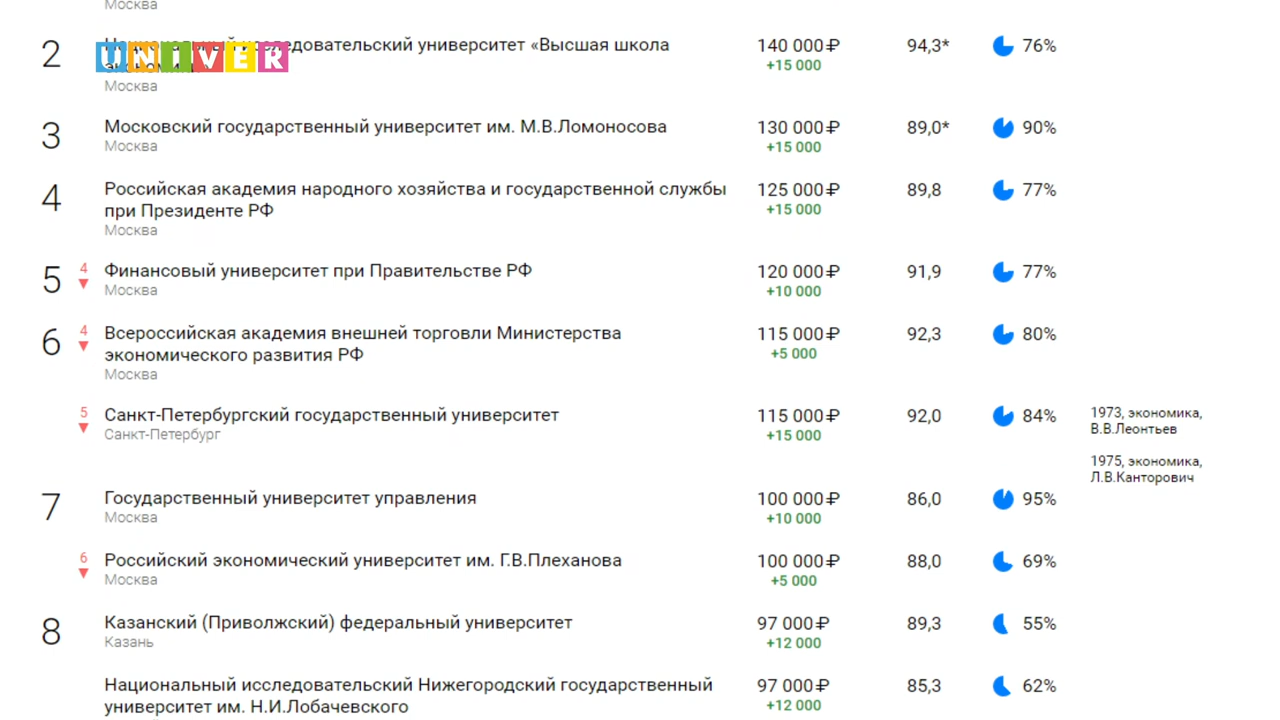 Москва
2
исследовательский университет «Высшая школа
140 000 ₽
94,3*
76%
+15 000
UNIVER
Москва
3
Московский государственный университет им. М.В.Ломоносова
130 000 ₽
89,0*
90%
Москва
+15 000
4
Российская академия народного хозяйства и государственной службы
при Президенте РФ
125 000 ₽
89,8
77%
+15 000
Москва
5
4
Финансовый университет при Правительстве РФ
120 000 ₽
91,9
77%
Москва
+10 000
6
4
Всероссийская академия внешней торговли Министерства
экономического развития РФ
115 000 ₽
92,3
80%
+5 000
Москва
5
Санкт-Петербургский государственный университет
115 000 ₽
92,0
84%
Санкт-Петербург
+15 000
1973, экономика,
В.В.Леонтьев
1975, экономика,
Л.В.Канторович
7
Государственный университет управления
100 000 ₽
86,0
95%
Москва
+10 000
6
Российский экономический университет им. Г.В.Плеханова
100 000 ₽
88,0
69%
Москва
+5 000
8
Казанский (Приволжский) федеральный университет
97 000 ₽
89,3
55%
Казань
+12 000
Национальный исследовательский Нижегородский государственный
университет им. Н.И.Лобачевского
97 000 ₽
85,3
62%
+12 000